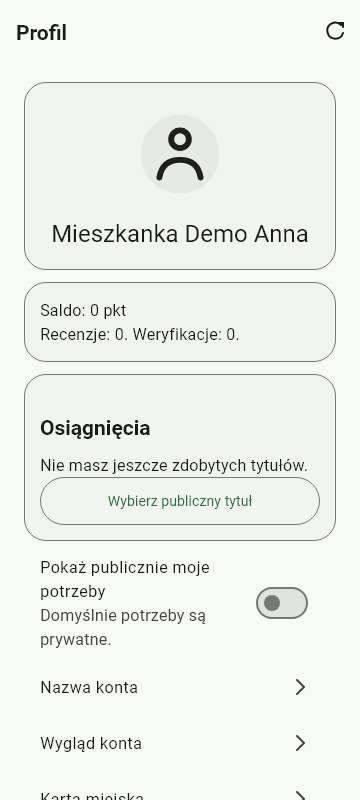 Profil
Mieszkanka Demo Anna
Saldo: 0 pkt
Recenzje: 0. Weryfikacje: 0.
Osiągnięcia
Nie masz jeszcze zdobytych tytułów.
Wybierz publiczny tytuł
Pokaż publicznie moje
potrzeby
Domyślnie potrzeby są
prywatne.
Nazwa konta
Wygląd konta
Karta miejska